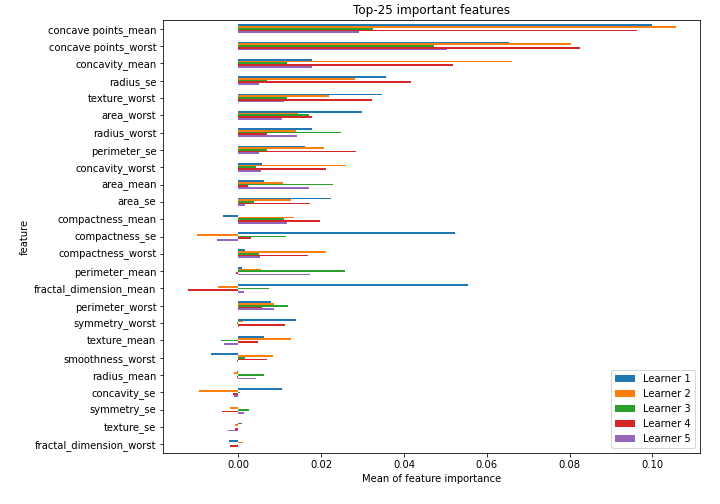 Top-25 important features
concave points_mean
concave points_worst
concavity_mean
radius_se
texture_worst
area_worst
radius_worst
perimeter_se
concavity_worst
area_mean
area_se
compactness_mean
compactness_se
compactness_worst
perimeter_mean
fractal_dimension_mean
perimeter_worst
symmetry_worst
texture_mean
smoothness_worst
radius_mean
concavity_se
symmetry_se
texture_se
fractal_dimension_worst
feature
Learner 1
Learner 2
Learner 3
Learner 4
Learner 5
0.00 0.02 0.04 0.06 0.08 0.10
Mean of feature importance